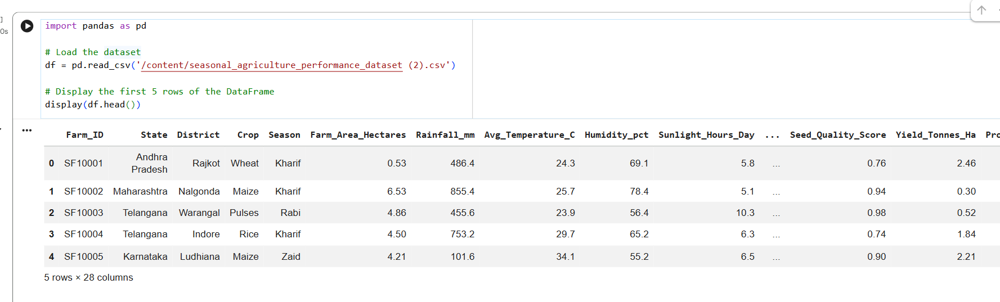 ]
0s
import pandas as pd
# Load the dataset
df = pd.read_csv('/content/seasonal_agriculture_performance_dataset (2).csv')
# Display the first 5 rows of the DataFrame
display(df.head())
Farm_ID State District Crop Season Farm_Area_Hectares Rainfall_mm Avg_Temperature_C Humidity_pct Sunlight_Hours_Day ... Seed_Quality_Score Yield_Tonnes_Ha Pro
0 SF10001 Andhra Pradesh Rajkot Wheat Kharif 0.53 486.4 24.3 69.1 5.8 ... 0.76 2.46
1 SF10002 Maharashtra Nalgonda Maize Kharif 6.53 855.4 25.7 78.4 5.1 ... 0.94 0.30
2 SF10003 Telangana Warangal Pulses Rabi 4.86 455.6 23.9 56.4 10.3 ... 0.98 0.52
3 SF10004 Telangana Indore Rice Kharif 4.50 753.2 29.7 65.2 6.3 ... 0.74 1.84
4 SF10005 Karnataka Ludhiana Maize Zaid 4.21 101.6 34.1 55.2 6.5 ... 0.90 2.21
5 rows × 28 columns